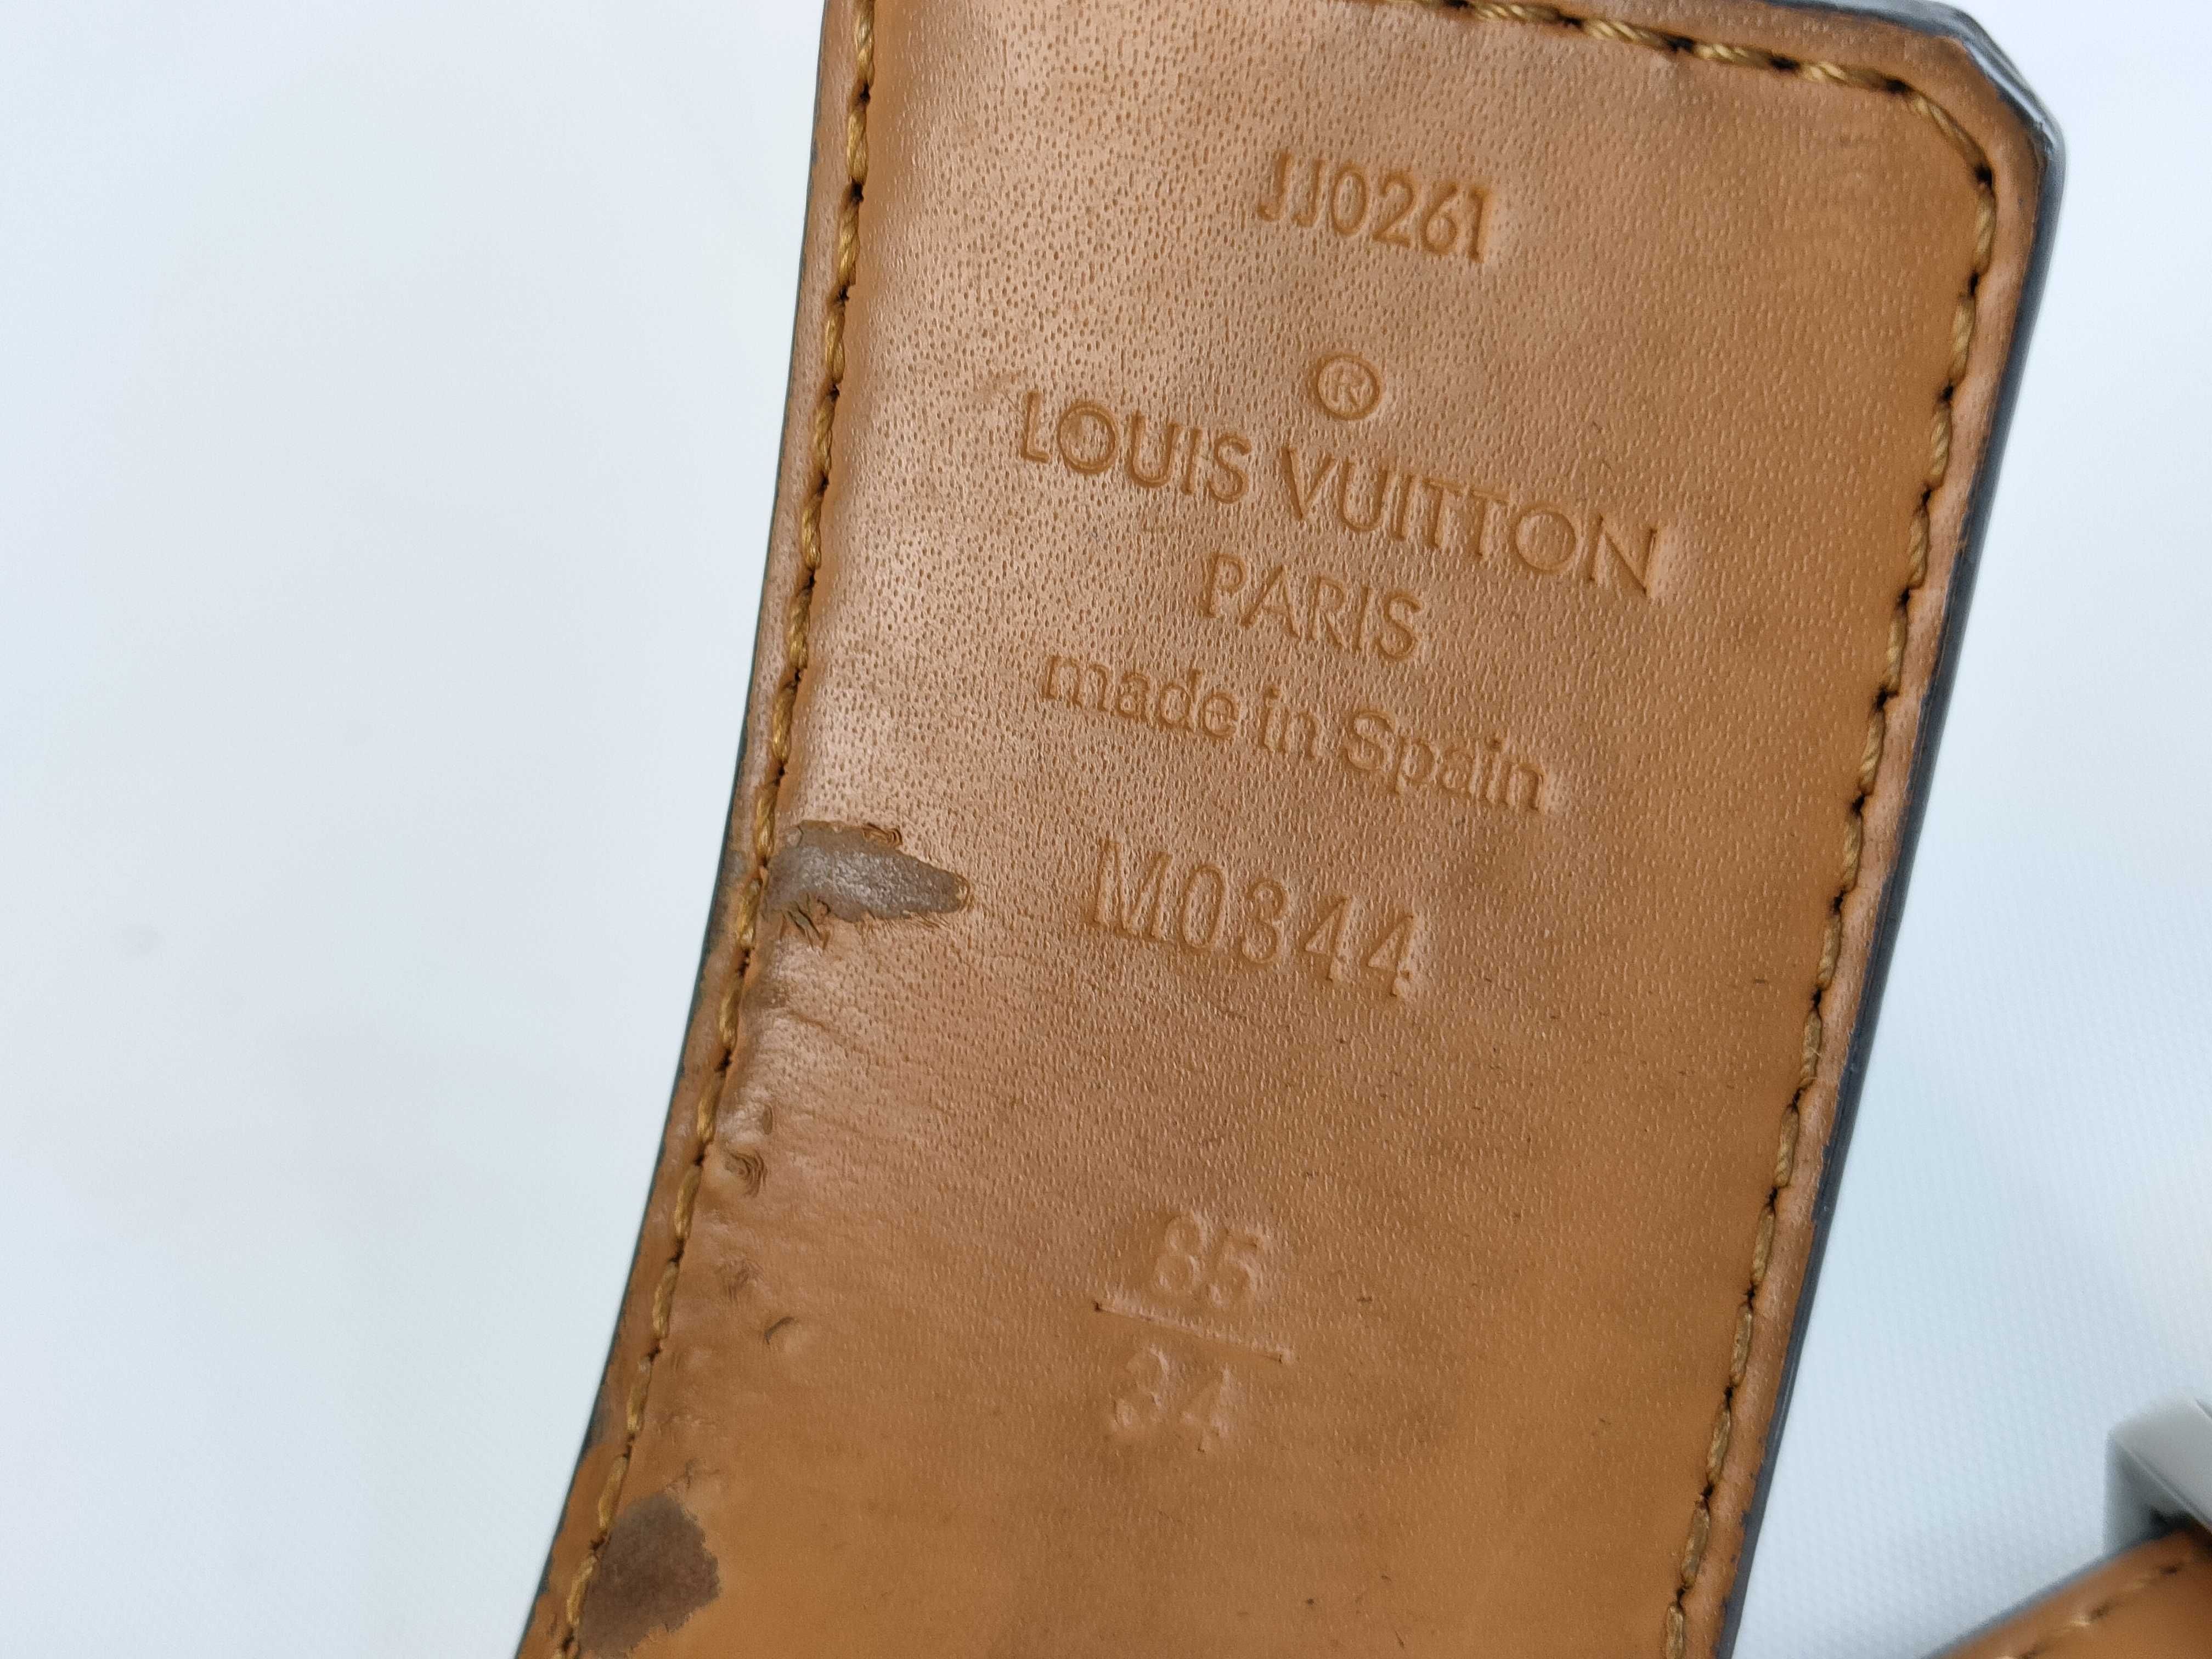 JJ0261
®
LOUIS VUITTON
PARIS
made in Spain
M0344
85
34